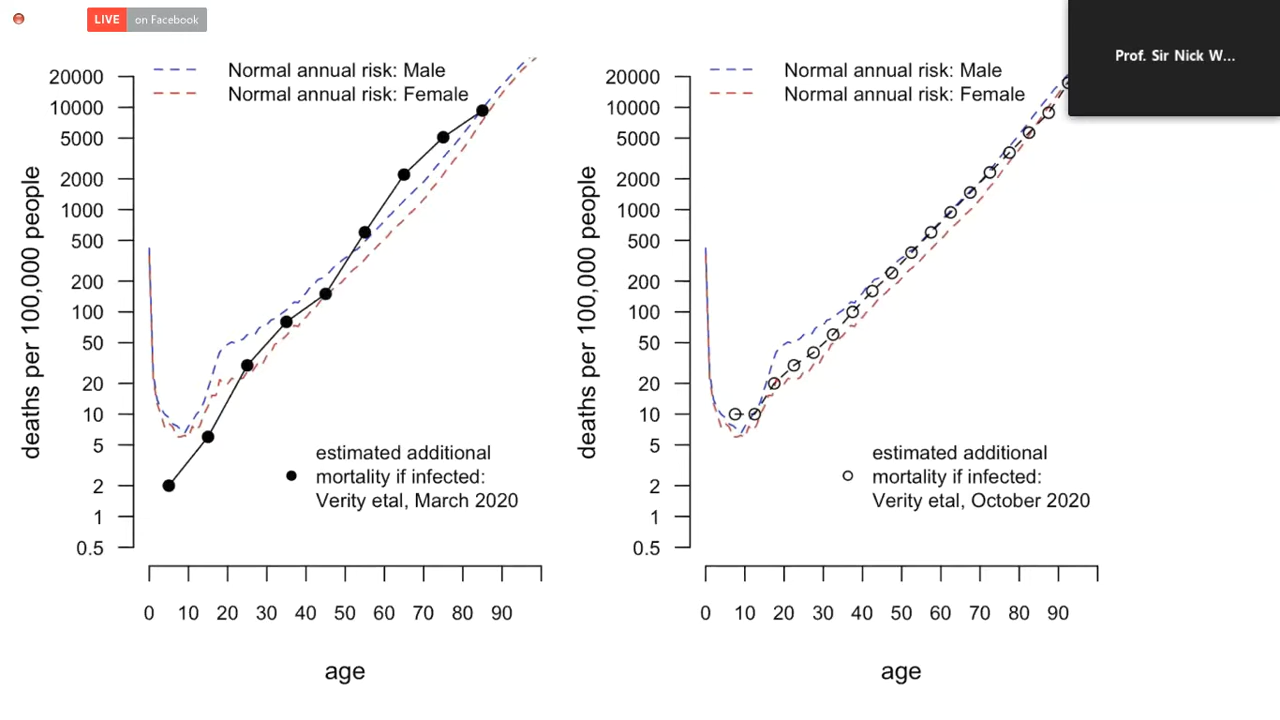 LIVE on Facebook
Prof. Sir Nick W...
Normal annual risk: Male
Normal annual risk: Female
deaths per 100,000 people
20000
10000
5000
2000
1000
500
200
100
50
20
10
5
2
1
0.5
estimated additional
mortality if infected:
Verity etal, March 2020
0 10 20 30 40 50 60 70 80 90
age
Normal annual risk: Male
Normal annual risk: Female
deaths per 100,000 people
20000
10000
5000
2000
1000
500
200
100
50
20
10
5
2
1
0.5
estimated additional
mortality if infected:
Verity etal, October 2020
0 10 20 30 40 50 60 70 80 90
age